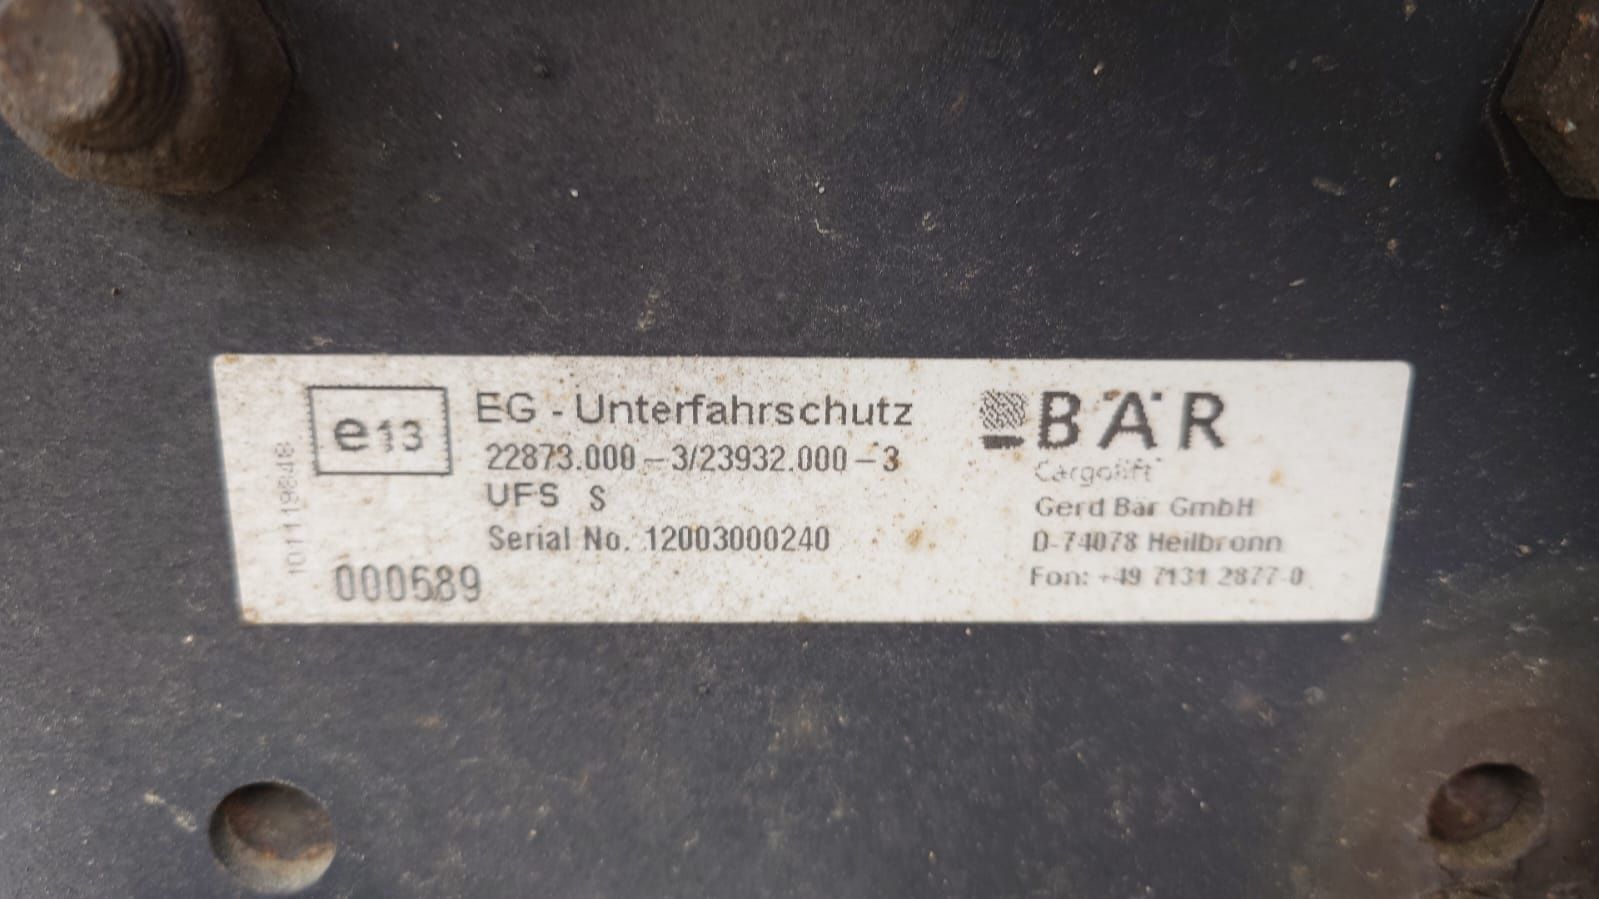 e13
EG - Unterfahrschutz
22873.000 - 3/23932.000 - 3
UFS S
Serial No. 12003000240
000689
101119848
BÄR
Cargolift
Gerd Bär GmbH
D-74078 Heilbronn
Fon: +49 7131 2877-0